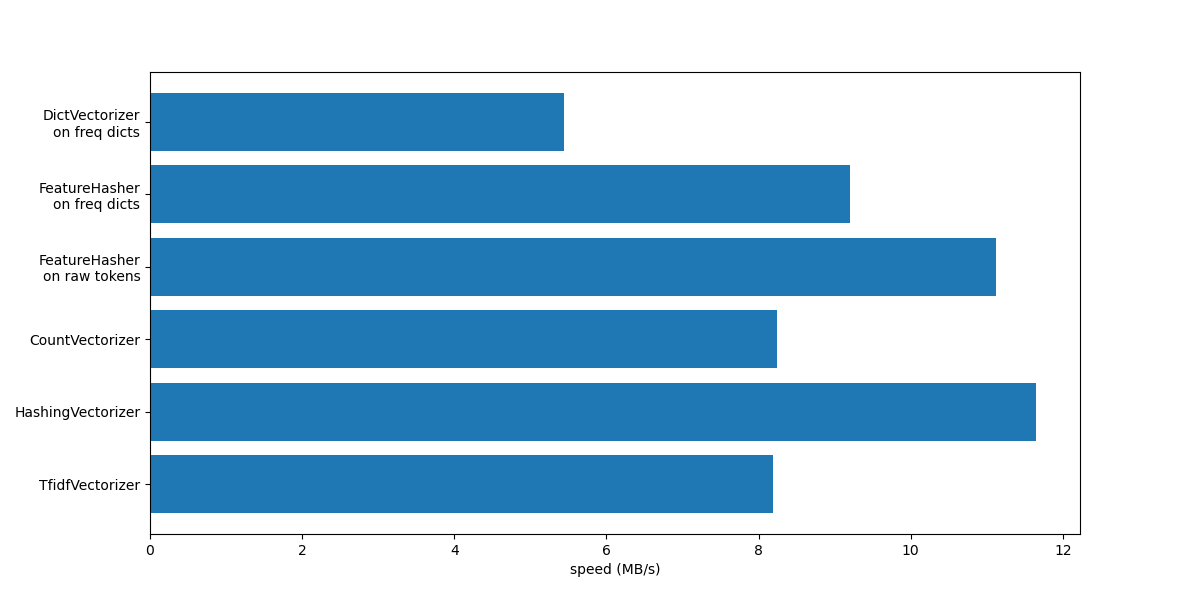 DictVectorizer
on freq dicts
FeatureHasher
on freq dicts
FeatureHasher
on raw tokens
CountVectorizer
HashingVectorizer
TfidfVectorizer
0 2 4 6 8 10 12
speed (MB/s)